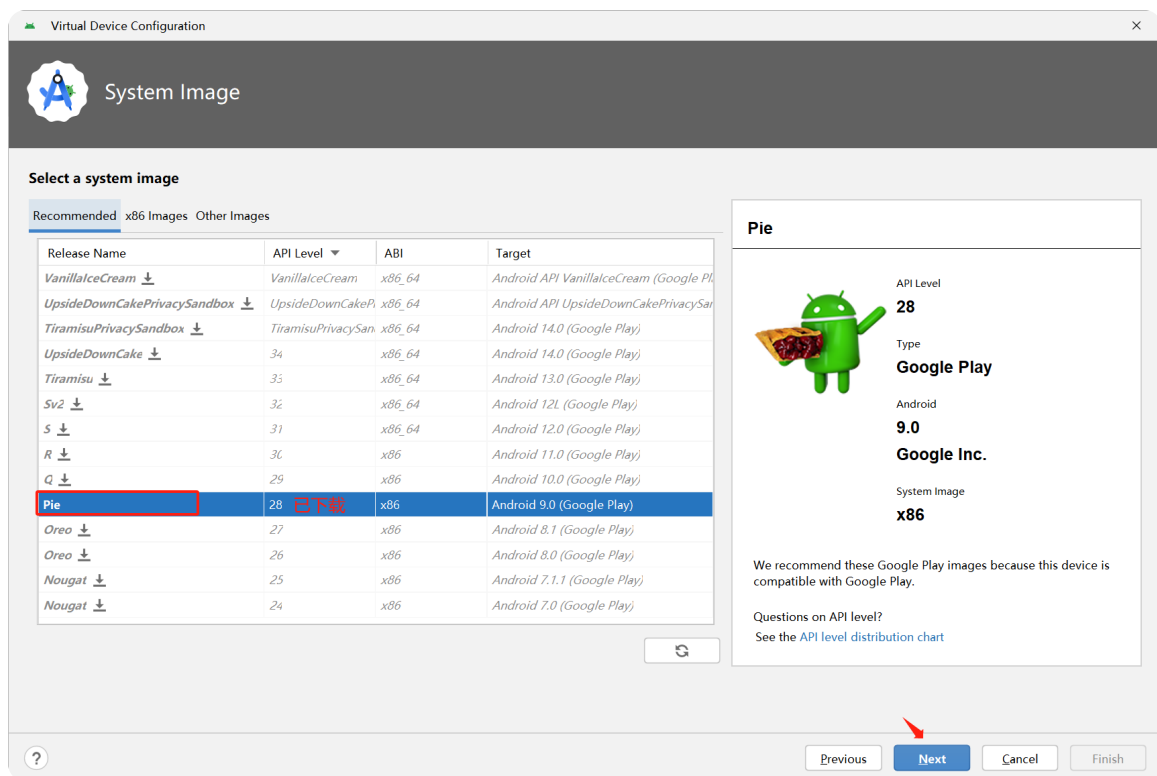 Virtual Device Configuration
System Image
Select a system image
Recommended x86 Images Other Images
Release Name API Level ABI Target
VanillaIceCream VanillaIceCream x86_64 Android API VanillaIceCream (Google Pl
UpsideDownCakePrivacySandbox UpsideDownCakePr x86_64 Android API UpsideDownCakePrivacySar
TiramisuPrivacySandbox TiramisuPrivacySan x86_64 Android 14.0 (Google Play)
UpsideDownCake 34 x86_64 Android 14.0 (Google Play)
Tiramisu 33 x86_64 Android 13.0 (Google Play)
Sv2 32 x86_64 Android 12L (Google Play)
S 31 x86_64 Android 12.0 (Google Play)
R 30 x86 Android 11.0 (Google Play)
Q 29 x86 Android 10.0 (Google Play)
Pie 28 已下载 x86 Android 9.0 (Google Play)
Oreo 27 x86 Android 8.1 (Google Play)
Oreo 26 x86 Android 8.0 (Google Play)
Nougat 25 x86 Android 7.1.1 (Google Play)
Nougat 24 x86 Android 7.0 (Google Play)
Pie
API Level
28
Type
Google Play
Android
9.0
Google Inc.
System Image
x86
We recommend these Google Play images because this device is
compatible with Google Play.
Questions on API level?
See the API level distribution chart
? Previous Next Cancel Finish